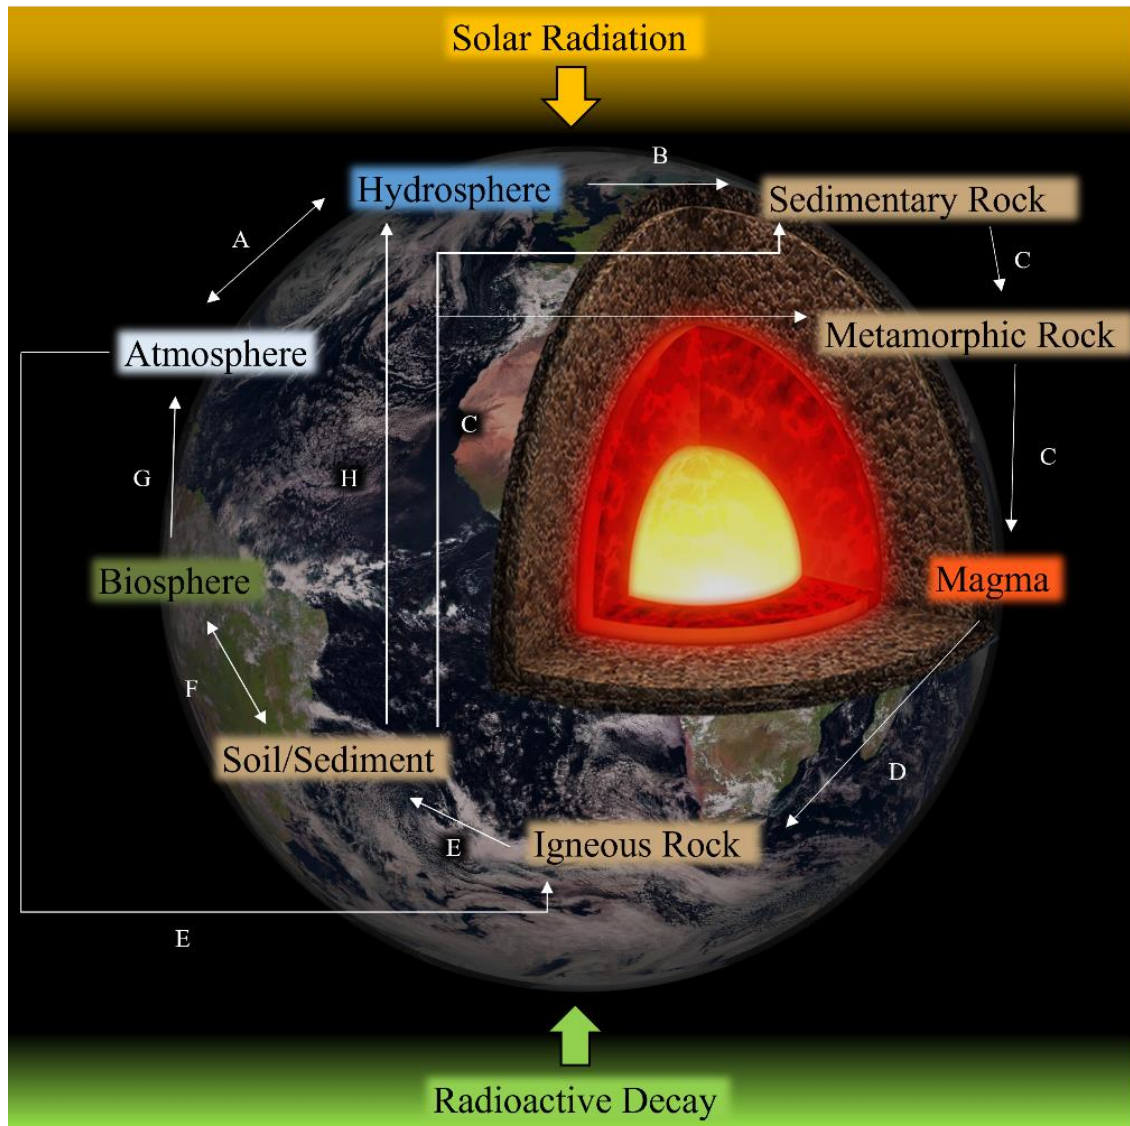 Solar Radiation
B
Hydrosphere
Sedimentary Rock
A
C
Atmosphere
Metamorphic Rock
C
G
H
C
Biosphere
Magma
F
Soil/Sediment
D
E
Igneous Rock
E
Radioactive Decay